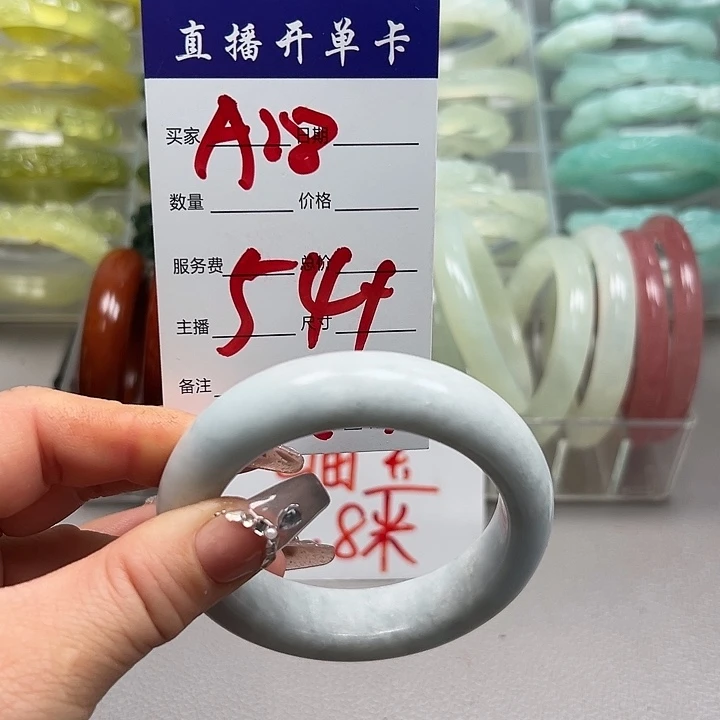 直播开单卡
买家 A18 日期
数量 价格
服务费 总价
544 
主播 尺寸
备注
8米